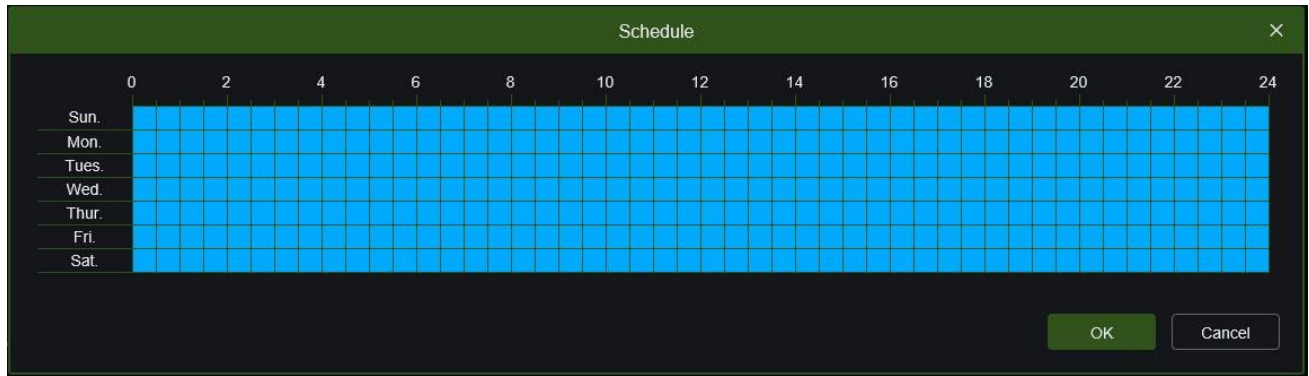 Schedule
0 2 4 6 8 10 12 14 16 18 20 22 24
Sun.
Mon.
Tues.
Wed.
Thur.
Fri.
Sat.
OK Cancel